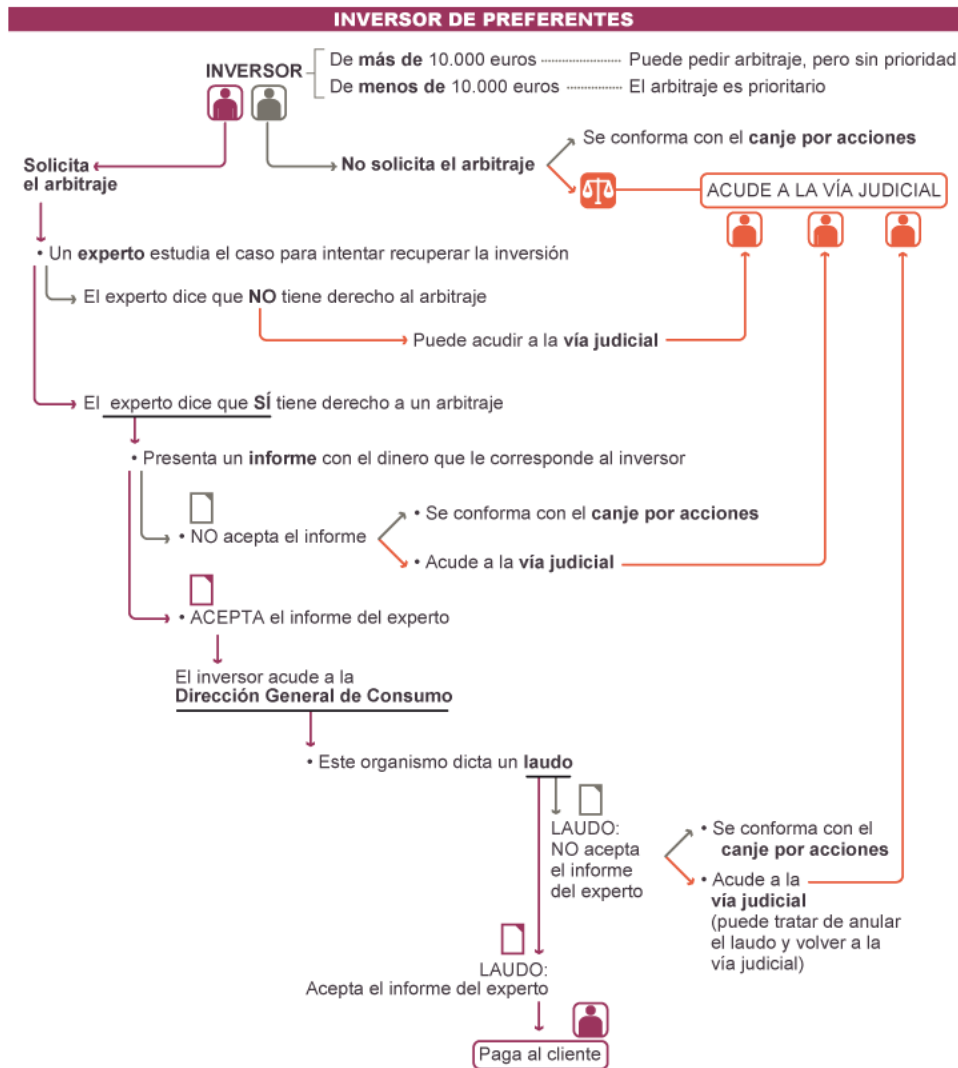 INVERSOR DE PREFERENTES
INVERSOR
De más de 10.000 euros ........................ Puede pedir arbitraje, pero sin prioridad
De menos de 10.000 euros ................ El arbitraje es prioritario
Solicita
el arbitraje
No solicita el arbitraje
Se conforma con el canje por acciones
ACUDE A LA VÍA JUDICIAL
• Un experto estudia el caso para intentar recuperar la inversión
El experto dice que NO tiene derecho al arbitraje
Puede acudir a la vía judicial
El experto dice que SÍ tiene derecho a un arbitraje
• Presenta un informe con el dinero que le corresponde al inversor
• NO acepta el informe
• Se conforma con el canje por acciones
• Acude a la vía judicial
• ACEPTA el informe del experto
El inversor acude a la
Dirección General de Consumo
• Este organismo dicta un laudo
LAUDO:
NO acepta
el informe
del experto
• Se conforma con el
canje por acciones
• Acude a la
vía judicial
(puede tratar de anular
el laudo y volver a la
vía judicial)
LAUDO:
Acepta el informe del experto
Paga al cliente